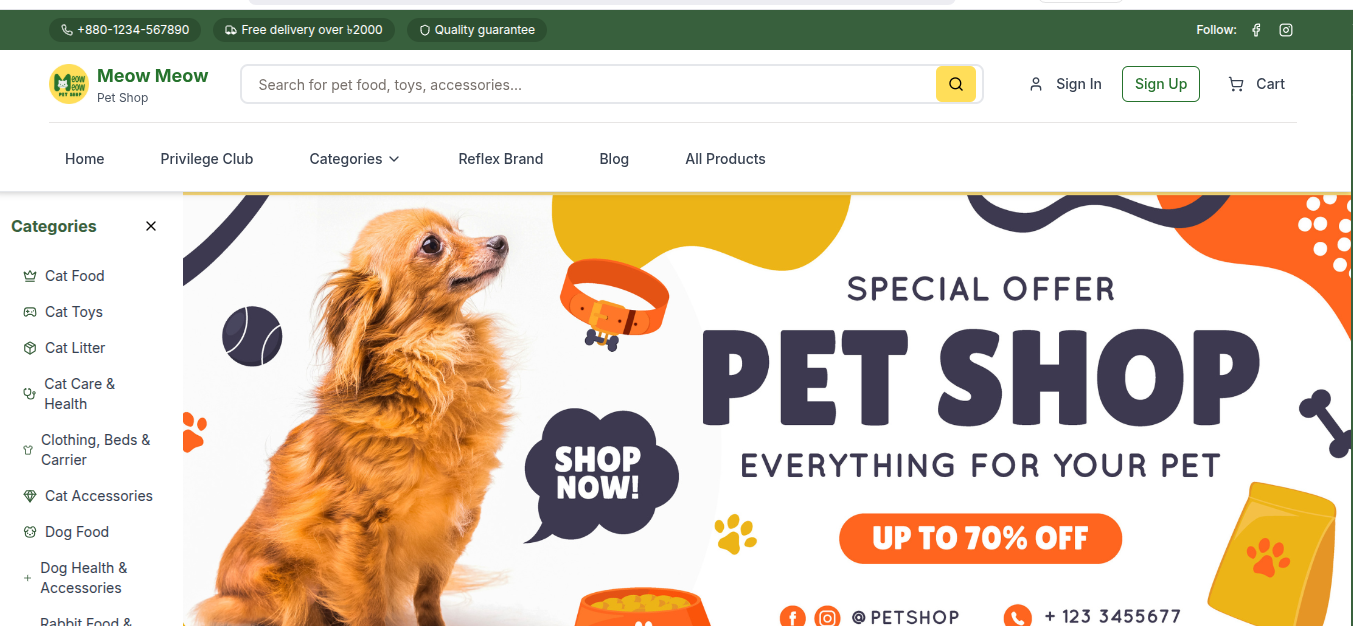 +880-1234-567890
Free delivery over ৳2000
Quality guarantee
Follow:
MEOW MEOW
PET SHOP
Meow Meow
Pet Shop
Search for pet food, toys, accessories...
Sign In
Sign Up
Cart
Home
Privilege Club
Categories
Reflex Brand
Blog
All Products
Categories
Cat Food
Cat Toys
Cat Litter
Cat Care &
Health
Clothing, Beds &
Carrier
Cat Accessories
Dog Food
Dog Health &
Accessories
Rabbit Food &
SPECIAL OFFER
PET SHOP
EVERYTHING FOR YOUR PET
SHOP
NOW!
UP TO 70% OFF
@PETSHOP
+ 123 3455677